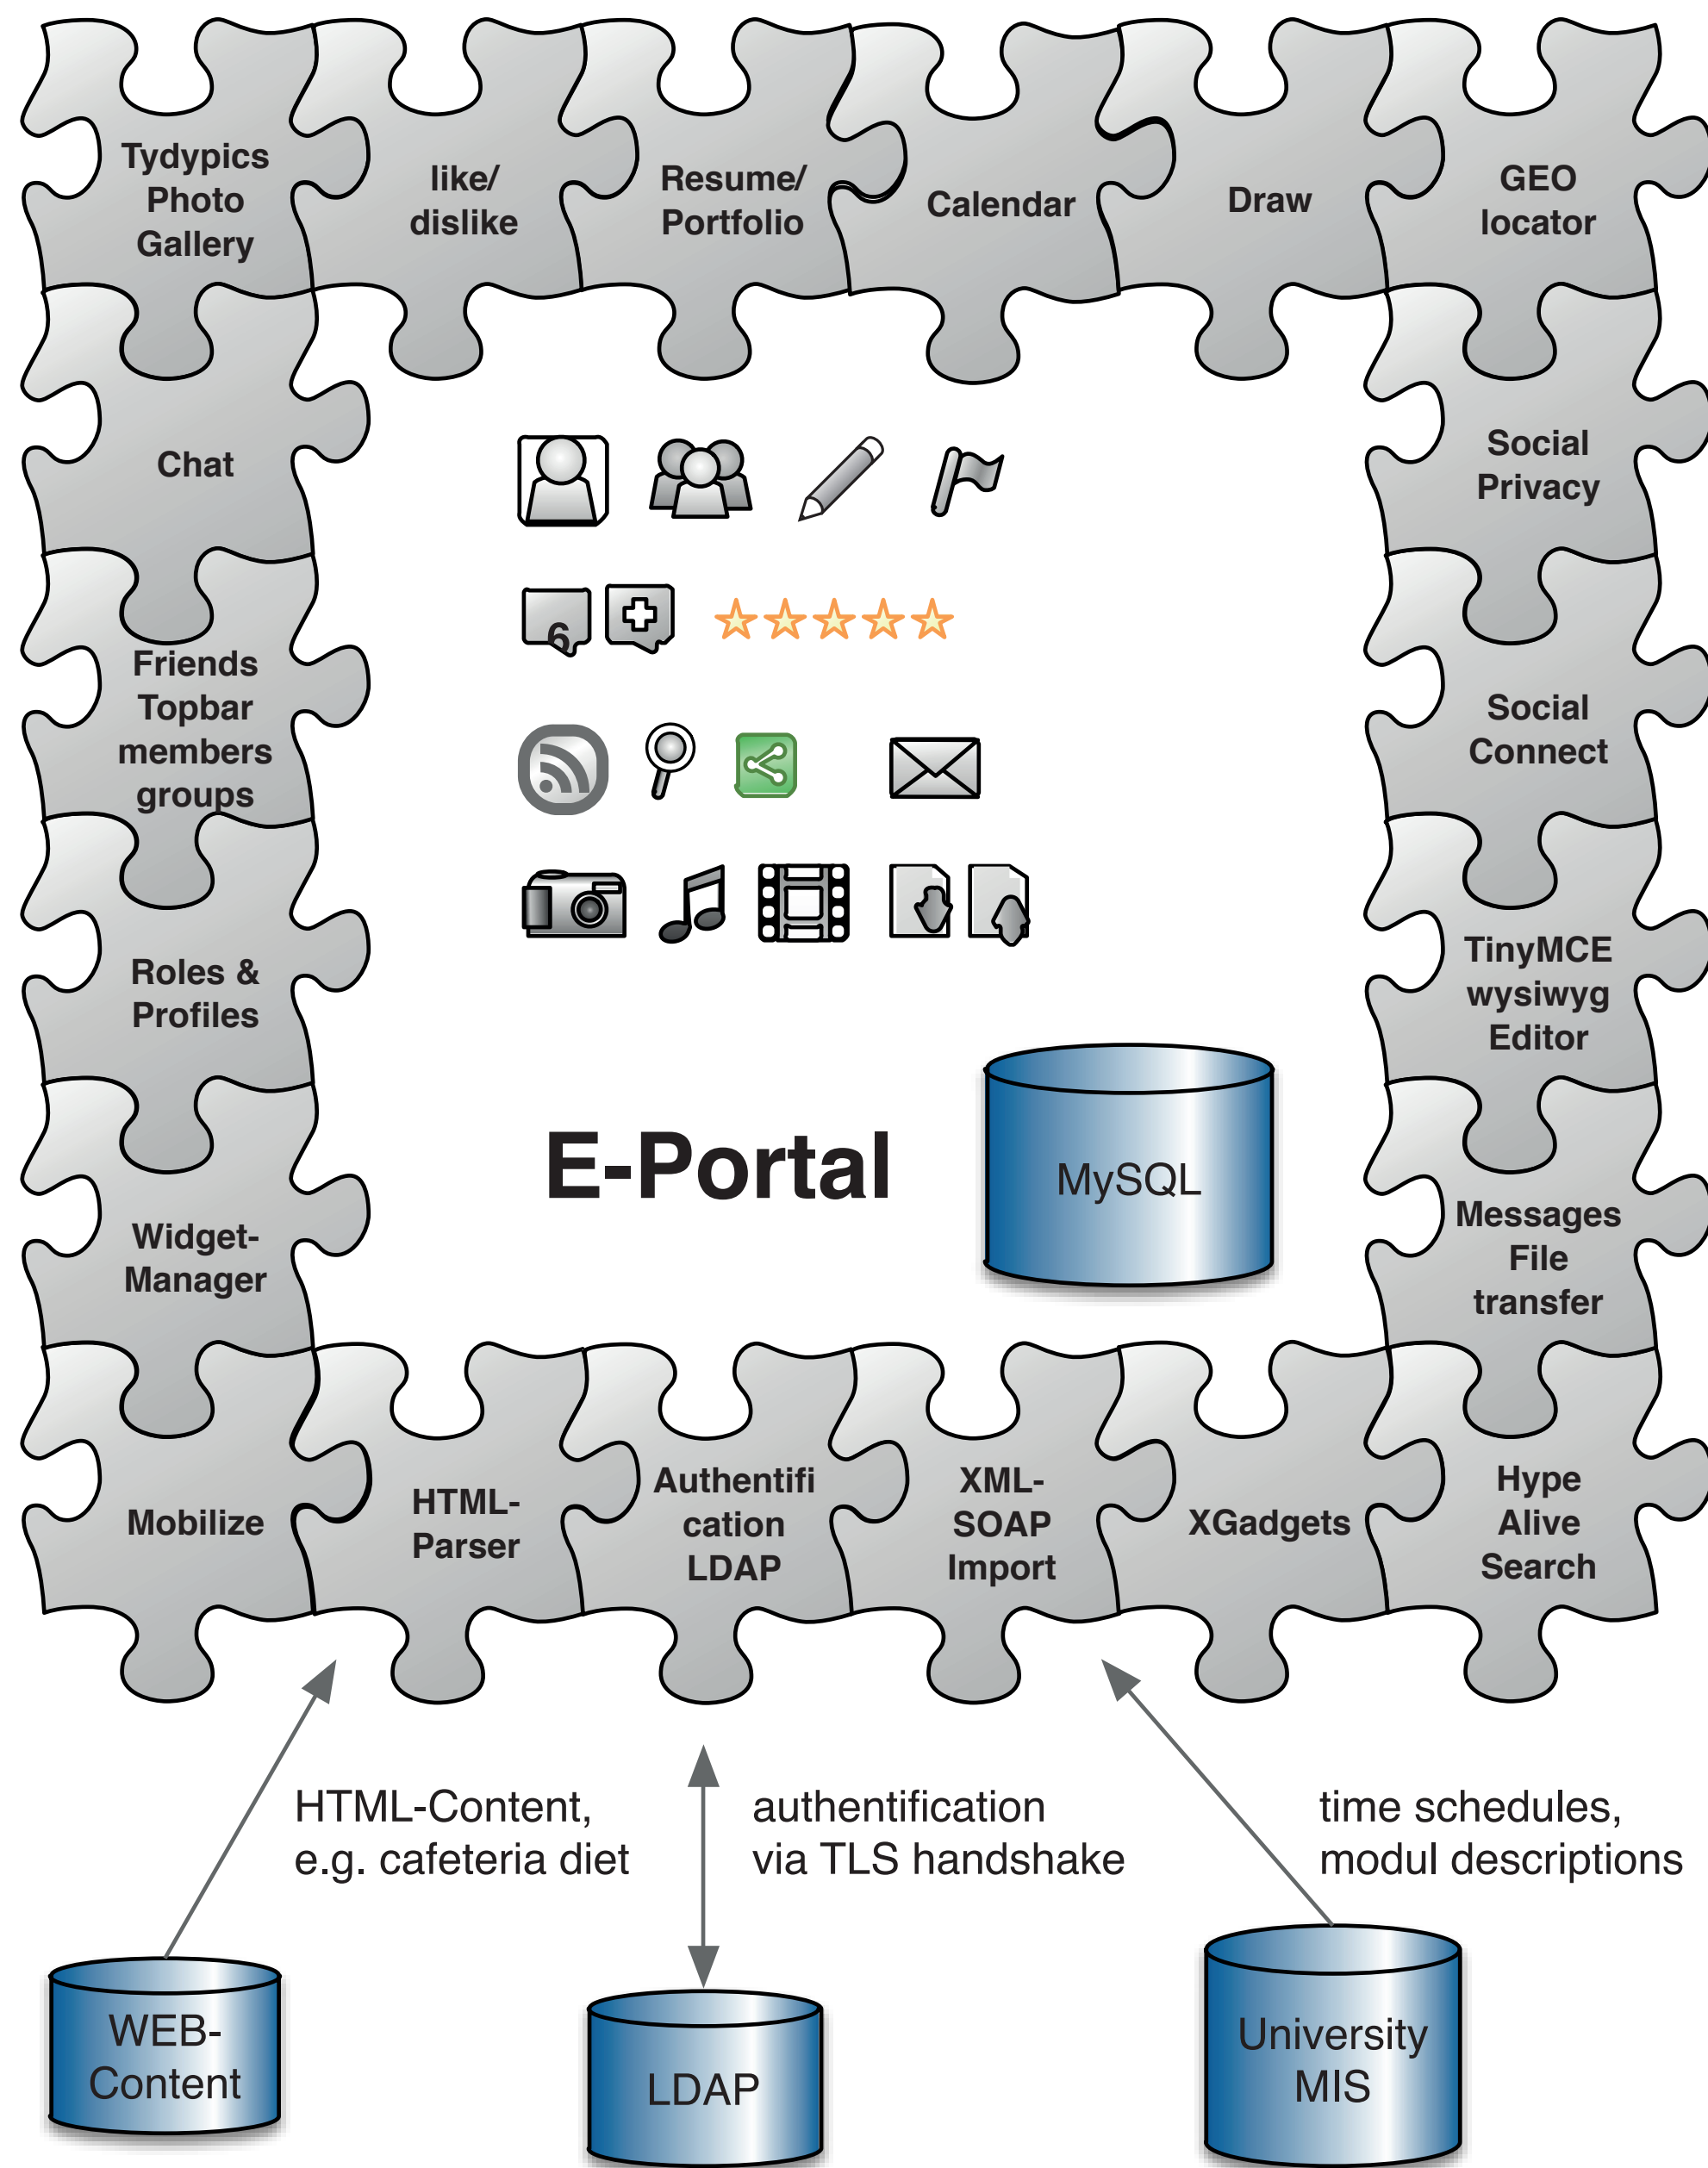 Tydypics
Photo
Gallery
like/
dislike
Resume/
Portfolio
Calendar
Draw
GEO
locator
Chat
Social
Privacy
6
Friends
Topbar
members
groups
Social
Connect
Roles &
Profiles
TinyMCE
wysiwyg
Editor
E-Portal
MySQL
Widget-
Manager
Messages
File
transfer
Mobilize
HTML-
Parser
Authentifi
cation
LDAP
XML-
SOAP
Import
XGadgets
Hype
Alive
Search
HTML-Content,
e.g. cafeteria diet
authentification
via TLS handshake
time schedules,
modul descriptions
WEB-
Content
LDAP
University
MIS